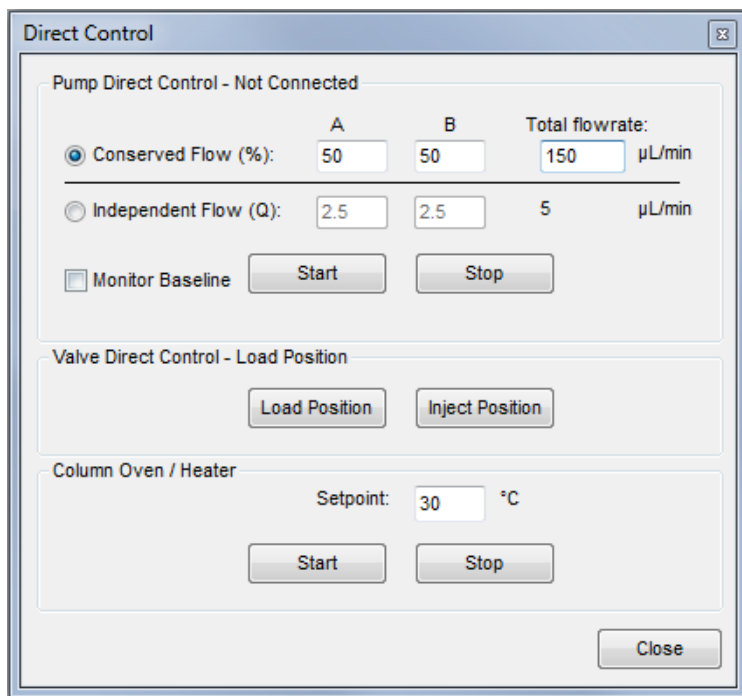 Direct Control
Pump Direct Control - Not Connected
A B Total flowrate:
Conserved Flow (%): 50 50 150 µL/min
Independent Flow (Q): 2.5 2.5 5 µL/min
Monitor Baseline Start Stop
Valve Direct Control - Load Position
Load Position Inject Position
Column Oven / Heater
Setpoint: 30 °C
Start Stop
Close